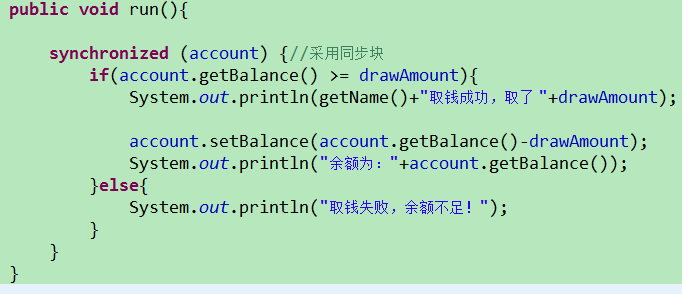 public void run(){
synchronized (account) {//采用同步块
if(account.getBalance() >= drawAmount){
System.out.println(getName()+"取钱成功，取了 "+drawAmount);
account.setBalance(account.getBalance()-drawAmount);
System.out.println("余额为："+account.getBalance());
}else{
System.out.println("取钱失败，余额不足！");
}
}
}